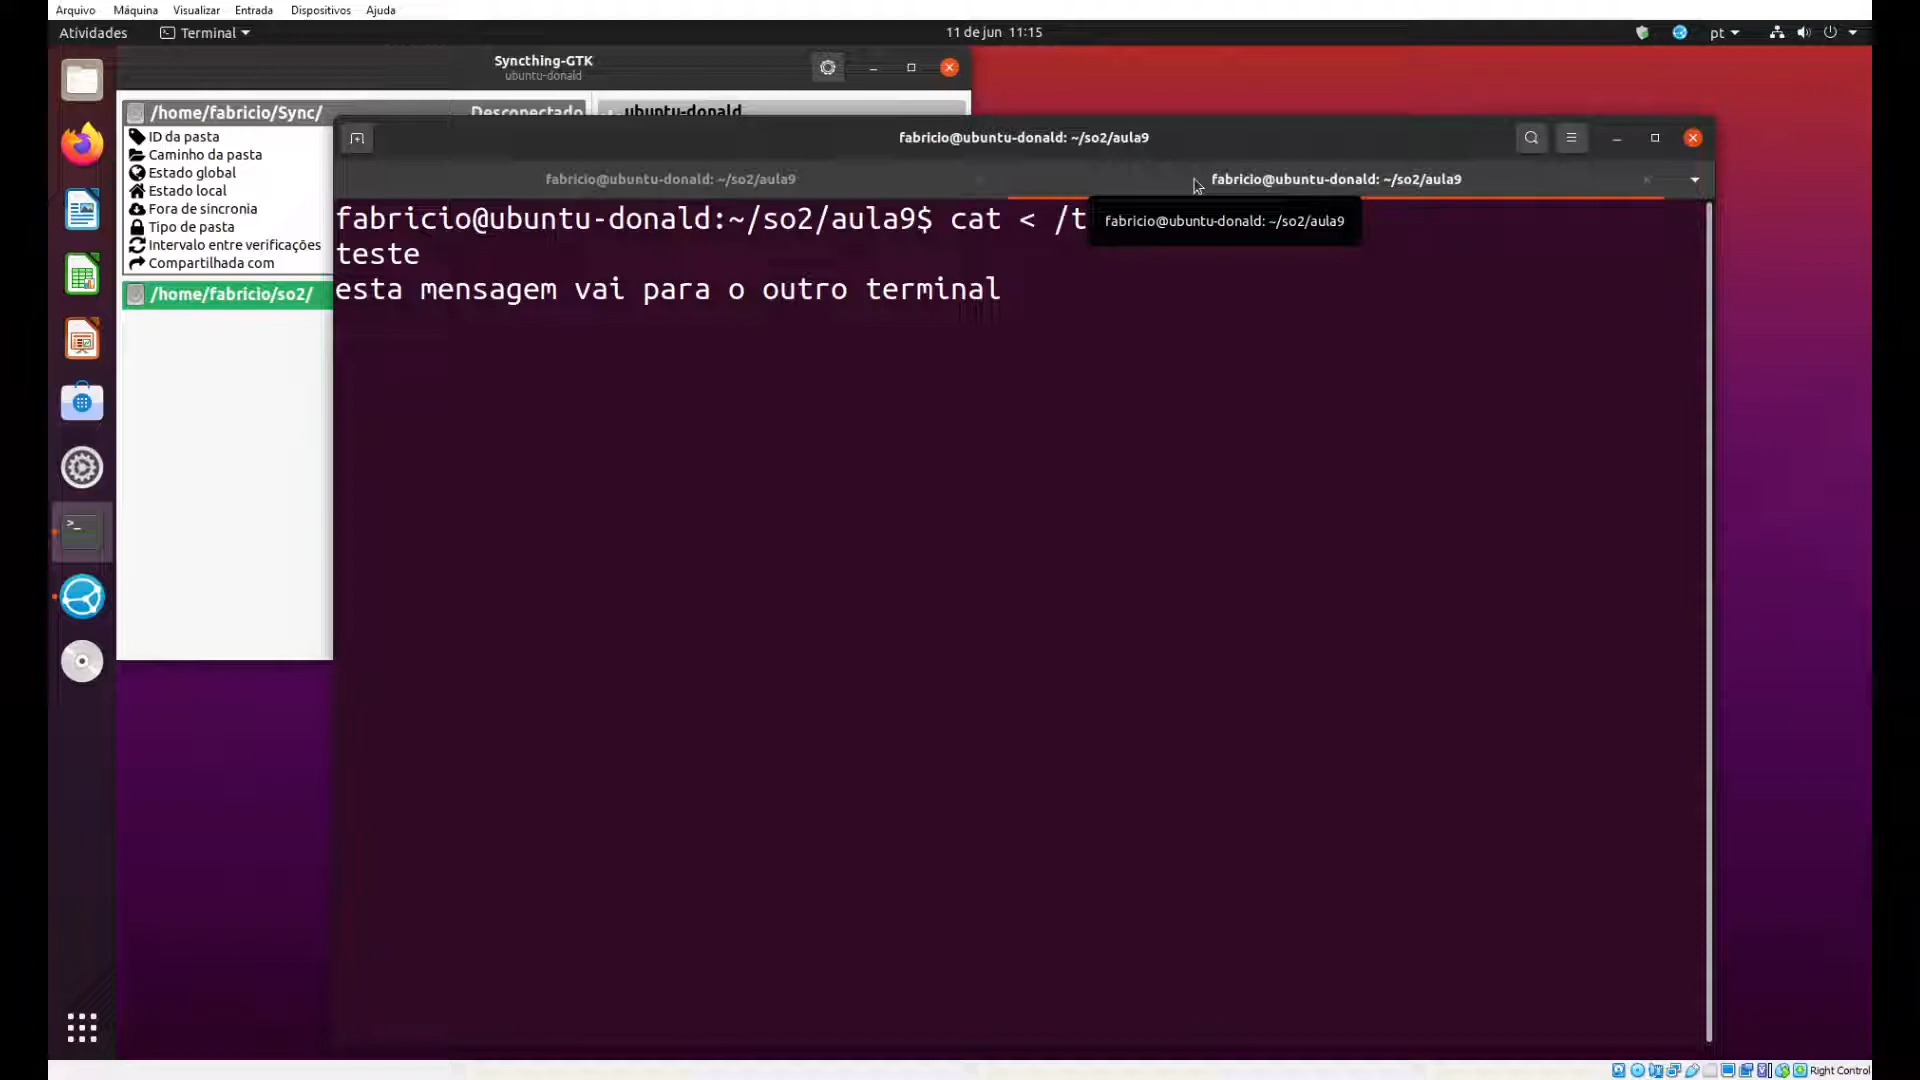 Arquivo Máquina Visualizar Entrada Dispositivos Ajuda
Atividades Terminal 11 de jun 11:15 pt
Syncthing-GTK
ubuntu-donald
/home/fabricio/Sync/ Desconectado ubuntu-donald
ID da pasta
Caminho da pasta
Estado global
Estado local
Fora de sincronia
Tipo de pasta
Intervalo entre verificações
Compartilhada com
/home/fabricio/so2/
fabricio@ubuntu-donald: ~/so2/aula9
fabricio@ubuntu-donald: ~/so2/aula9 fabricio@ubuntu-donald: ~/so2/aula9
fabricio@ubuntu-donald:~/so2/aula9$ cat < /t
fabricio@ubuntu-donald: ~/so2/aula9
teste
esta mensagem vai para o outro terminal
Right Control